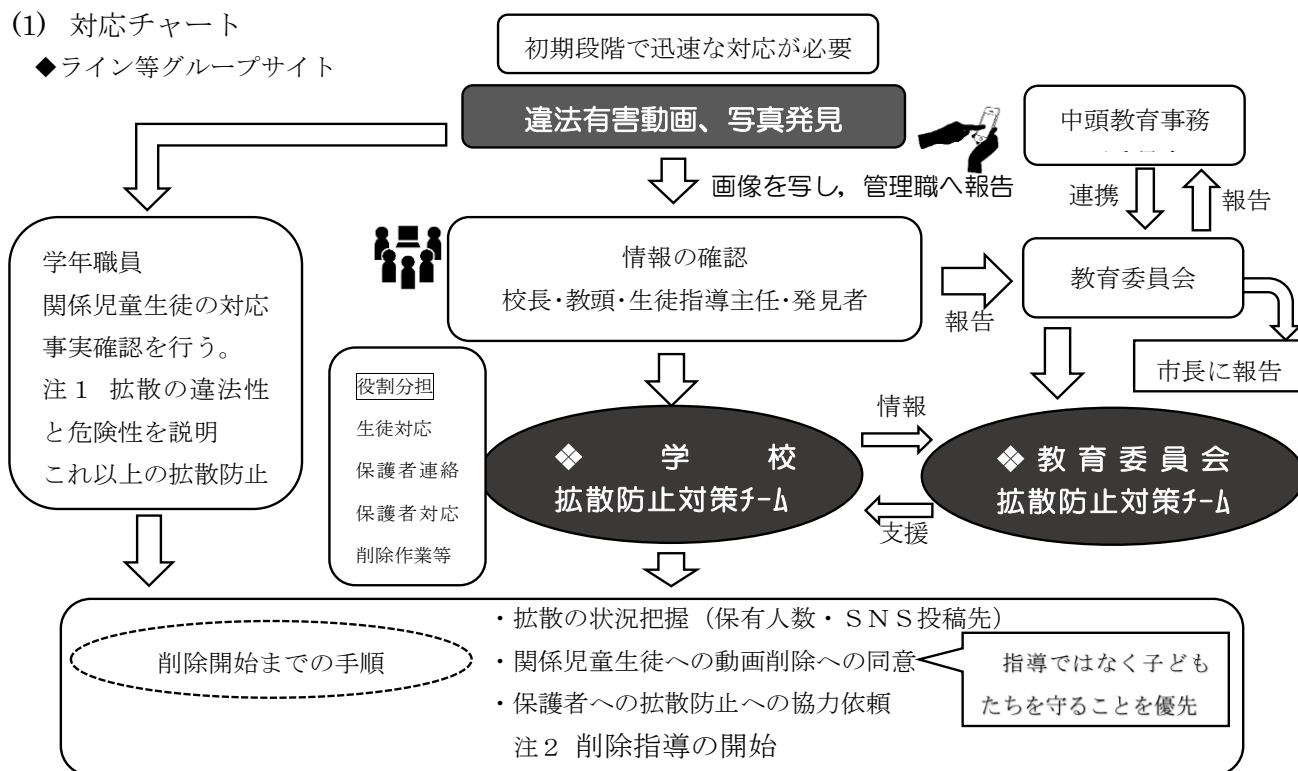 (1) 対応チャート
◆ライン等グループサイト
初期段階で迅速な対応が必要
違法有害動画、写真発見
画像を写し，管理職へ報告
中頭教育事務
連携
報告
学年職員
関係児童生徒の対応
事実確認を行う。
注１ 拡散の違法性
と危険性を説明
これ以上の拡散防止
情報の確認
校長・教頭・生徒指導主任・発見者
報告
教育委員会
市長に報告
役割分担
生徒対応
保護者連絡
保護者対応
削除作業等
❖ 学 校
拡散防止対策ﾁｰﾑ
情報
支援
❖教育委員会
拡散防止対策ﾁｰﾑ
削除開始までの手順
・拡散の状況把握（保有人数・ＳＮＳ投稿先）
・関係児童生徒への動画削除への同意
・保護者への拡散防止への協力依頼
注２ 削除指導の開始
指導ではなく子ども
たちを守ることを優先